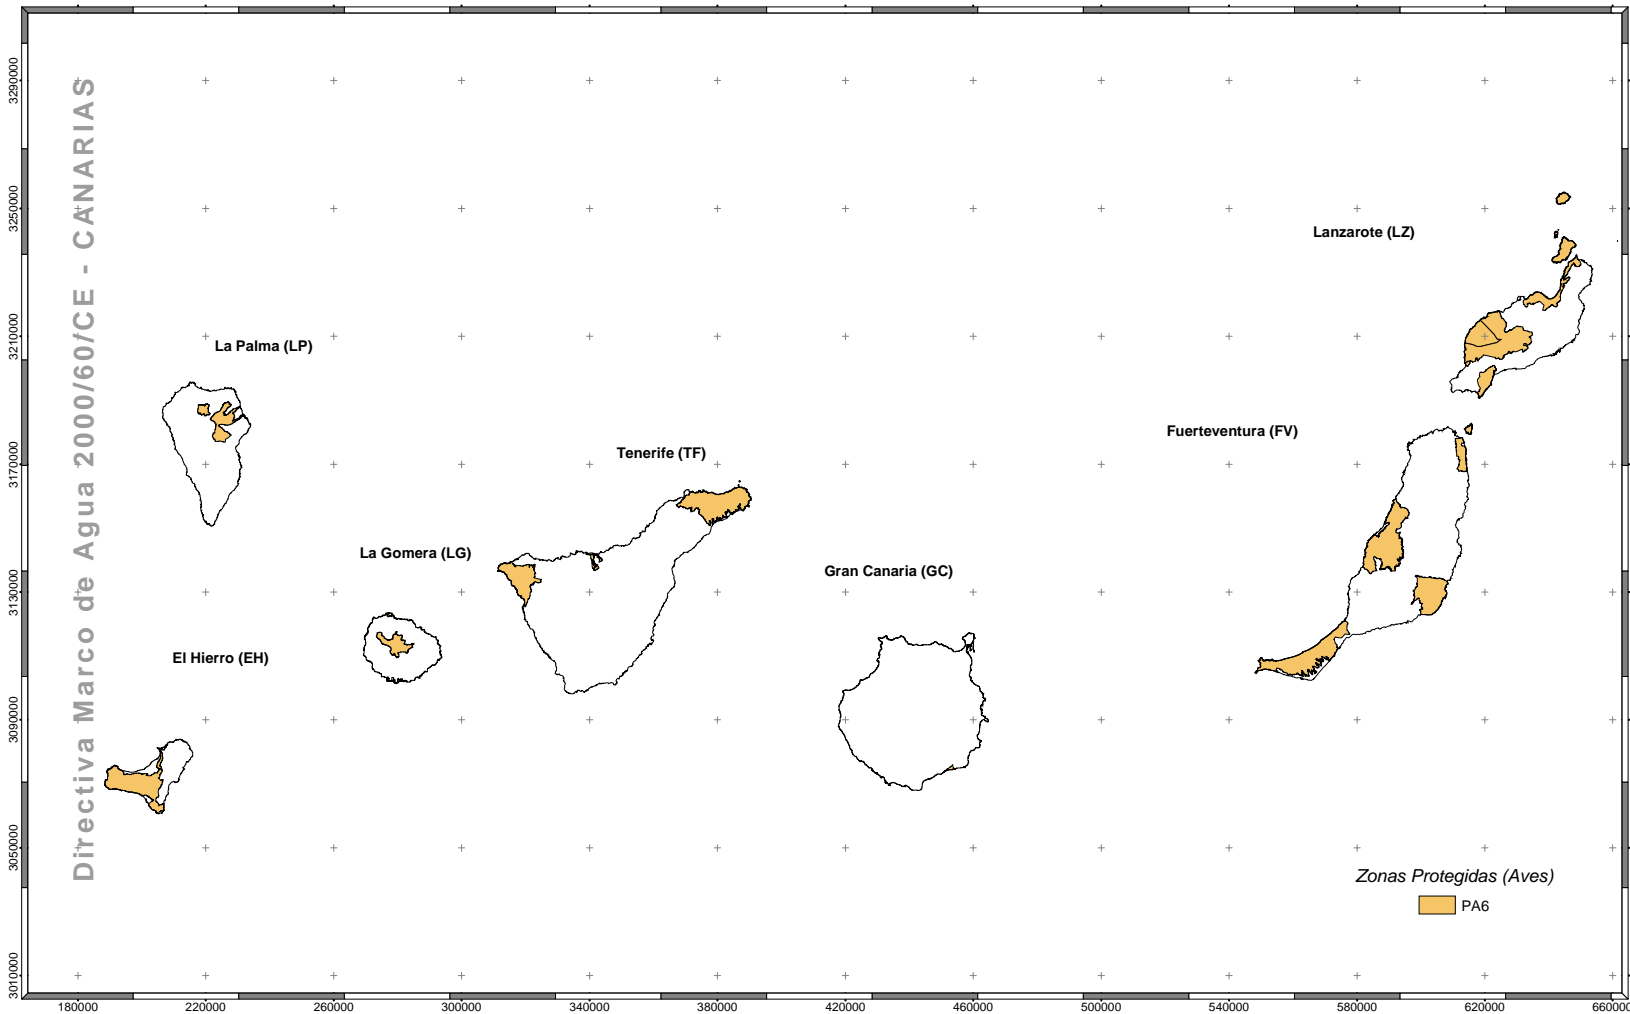 Directiva Marco de Agua 2000/60/CE - CANARIAS
3290000
3250000
3210000
3170000
3130000
3090000
3050000
3010000
Lanzarote (LZ)
La Palma (LP)
Fuerteventura (FV)
Tenerife (TF)
La Gomera (LG)
Gran Canaria (GC)
El Hierro (EH)
Zonas Protegidas (Aves)
PA6
180000 220000 260000 300000 340000 380000 420000 460000 500000 540000 580000 620000 660000